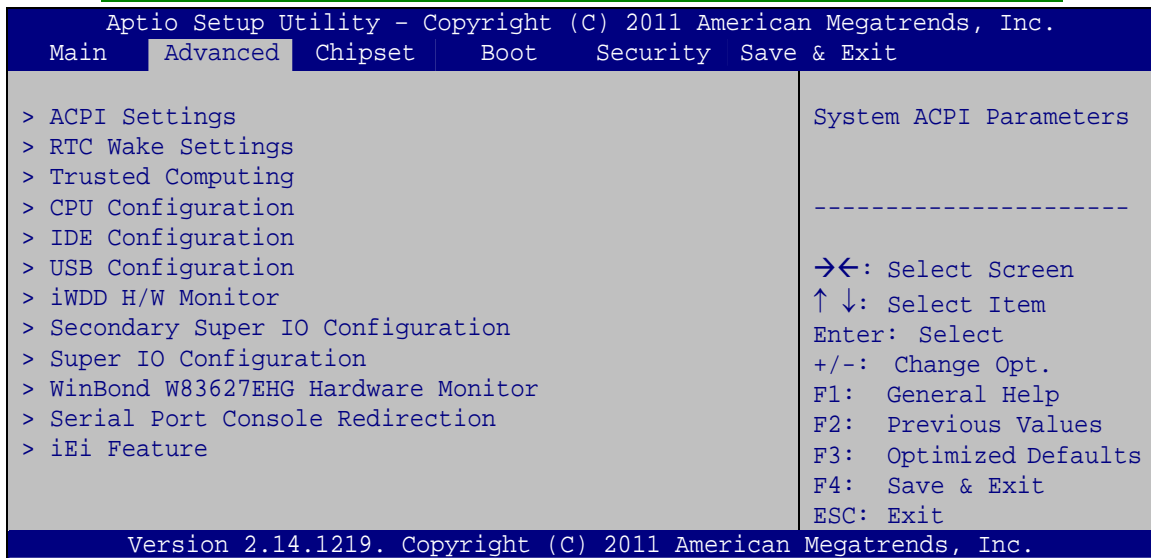 Aptio Setup Utility – Copyright (C) 2011 American Megatrends, Inc.
Main Advanced Chipset Boot Security Save & Exit
> ACPI Settings
> RTC Wake Settings
> Trusted Computing
> CPU Configuration
> IDE Configuration
> USB Configuration
> iWDD H/W Monitor
> Secondary Super IO Configuration
> Super IO Configuration
> WinBond W83627EHG Hardware Monitor
> Serial Port Console Redirection
> iEi Feature
System ACPI Parameters
----------------------
→←: Select Screen
↑ ↓: Select Item
Enter: Select
+/-: Change Opt.
F1: General Help
F2: Previous Values
F3: Optimized Defaults
F4: Save & Exit
ESC: Exit
Version 2.14.1219. Copyright (C) 2011 American Megatrends, Inc.